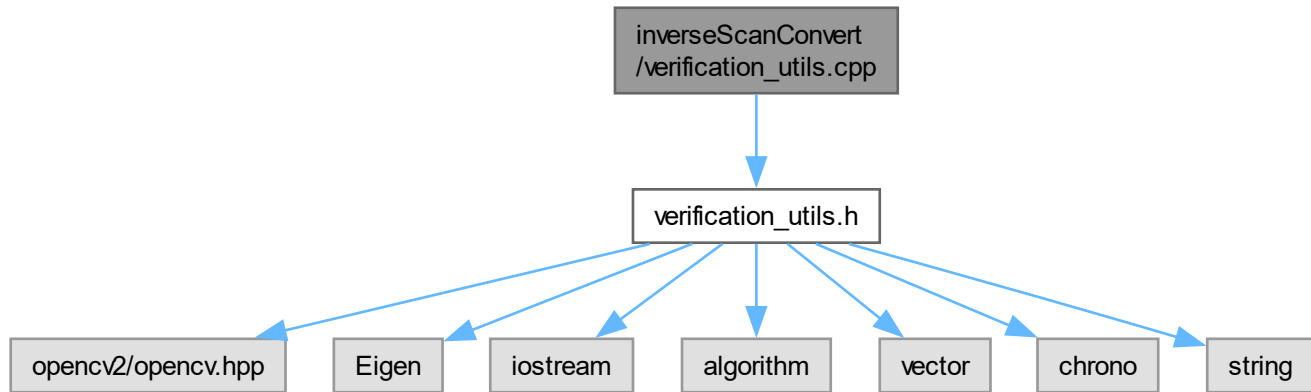 inverseScanConvert
/verification_utils.cpp
verification_utils.h
opencv2/opencv.hpp
Eigen
iostream
algorithm
vector
chrono
string